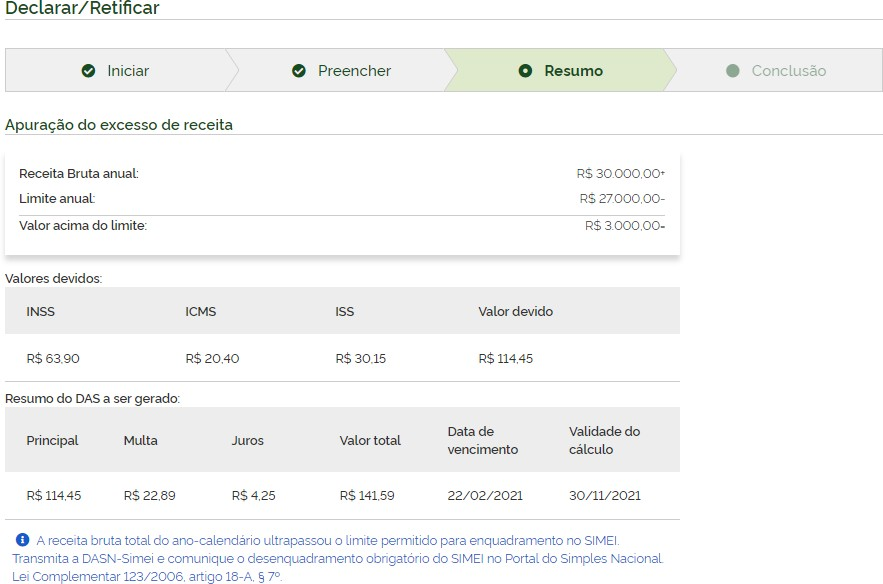 Declarar/Retificar
Iniciar Preencher Resumo Conclusão
Apuração do excesso de receita
Receita Bruta anual: R$ 30.000,00+
Limite anual: R$ 27.000,00-
Valor acima do limite: R$ 3.000,00=
Valores devidos:
INSS ICMS ISS Valor devido
R$ 63,90 R$ 20,40 R$ 30,15 R$ 114,45
Resumo do DAS a ser gerado:
Principal Multa Juros Valor total Data de vencimento Validade do cálculo
R$ 114,45 R$ 22,89 R$ 4,25 R$ 141,59 22/02/2021 30/11/2021
A receita bruta total do ano-calendário ultrapassou o limite permitido para enquadramento no SIMEI.
Transmita a DASN-Simei e comunique o desenquadramento obrigatório do SIMEI no Portal do Simples Nacional.
Lei Complementar 123/2006, artigo 18-A, § 7º.